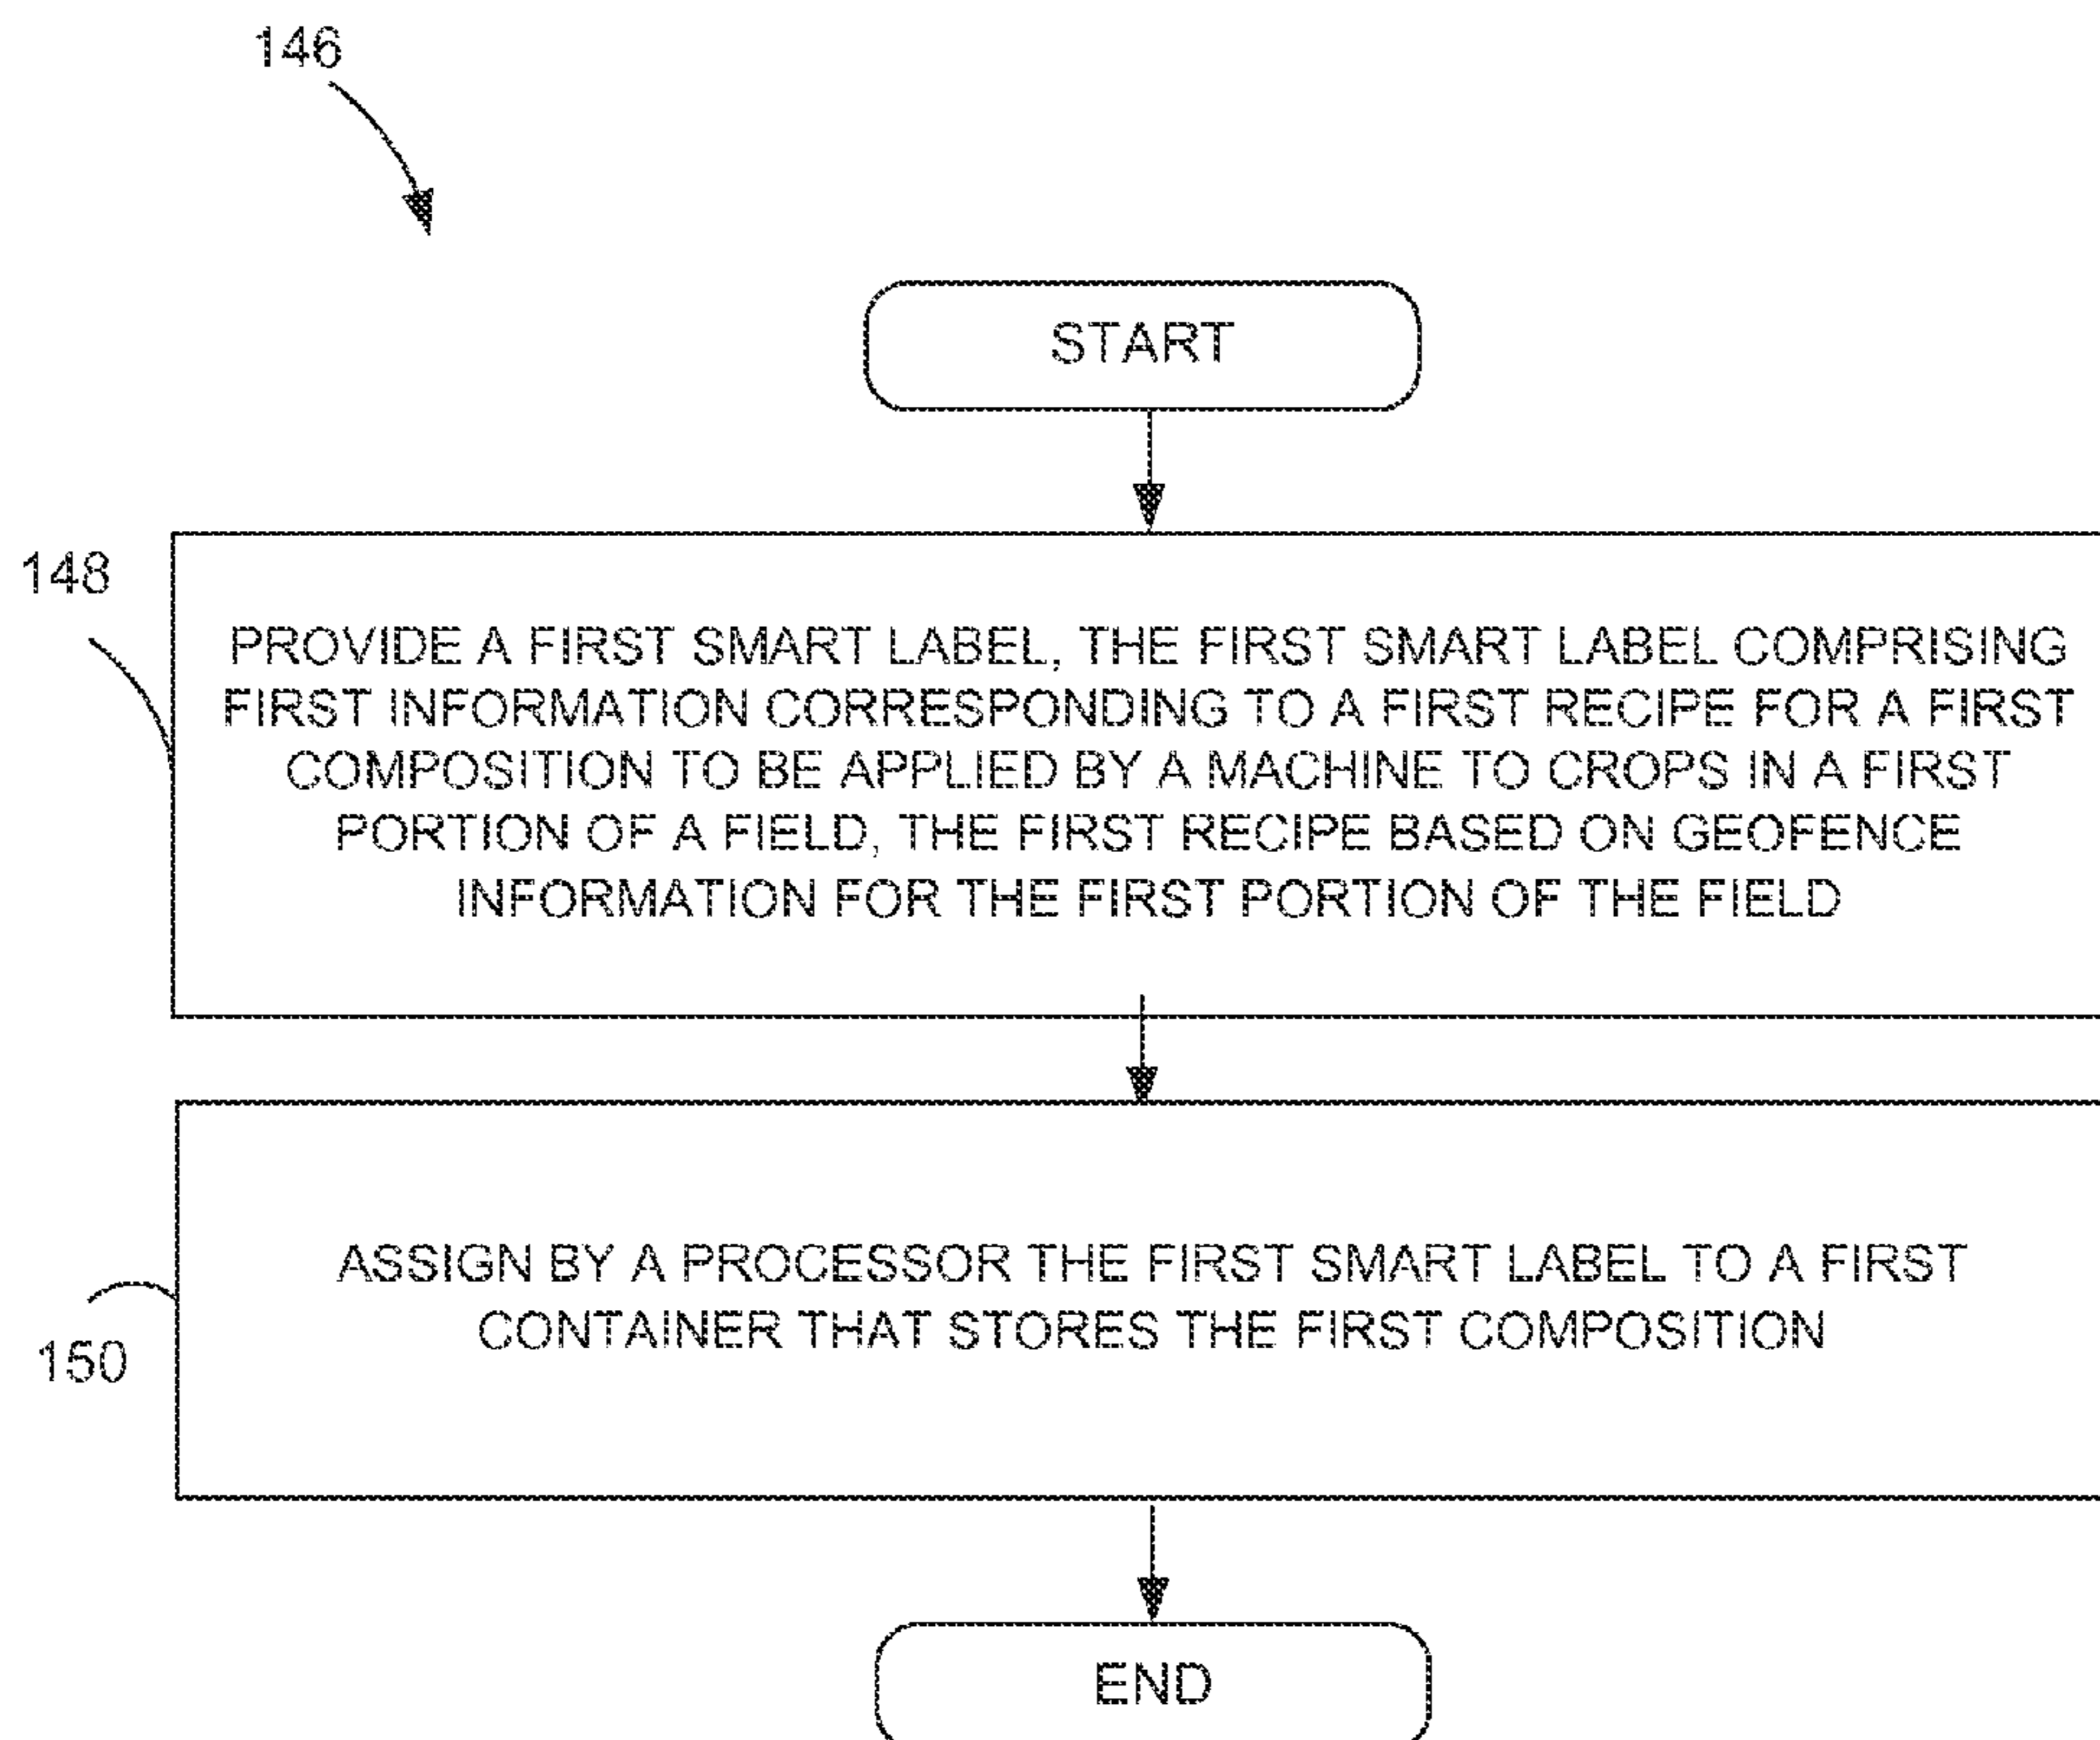 146
START
148
PROVIDE A FIRST SMART LABEL, THE FIRST SMART LABEL COMPRISING
FIRST INFORMATION CORRESPONDING TO A FIRST RECIPE FOR A FIRST
COMPOSITION TO BE APPLIED BY A MACHINE TO CROPS IN A FIRST
PORTION OF A FIELD, THE FIRST RECIPE BASED ON GEOFENCE
INFORMATION FOR THE FIRST PORTION OF THE FIELD
ASSIGN BY A PROCESSOR THE FIRST SMART LABEL TO A FIRST
CONTAINER THAT STORES THE FIRST COMPOSITION
150
END